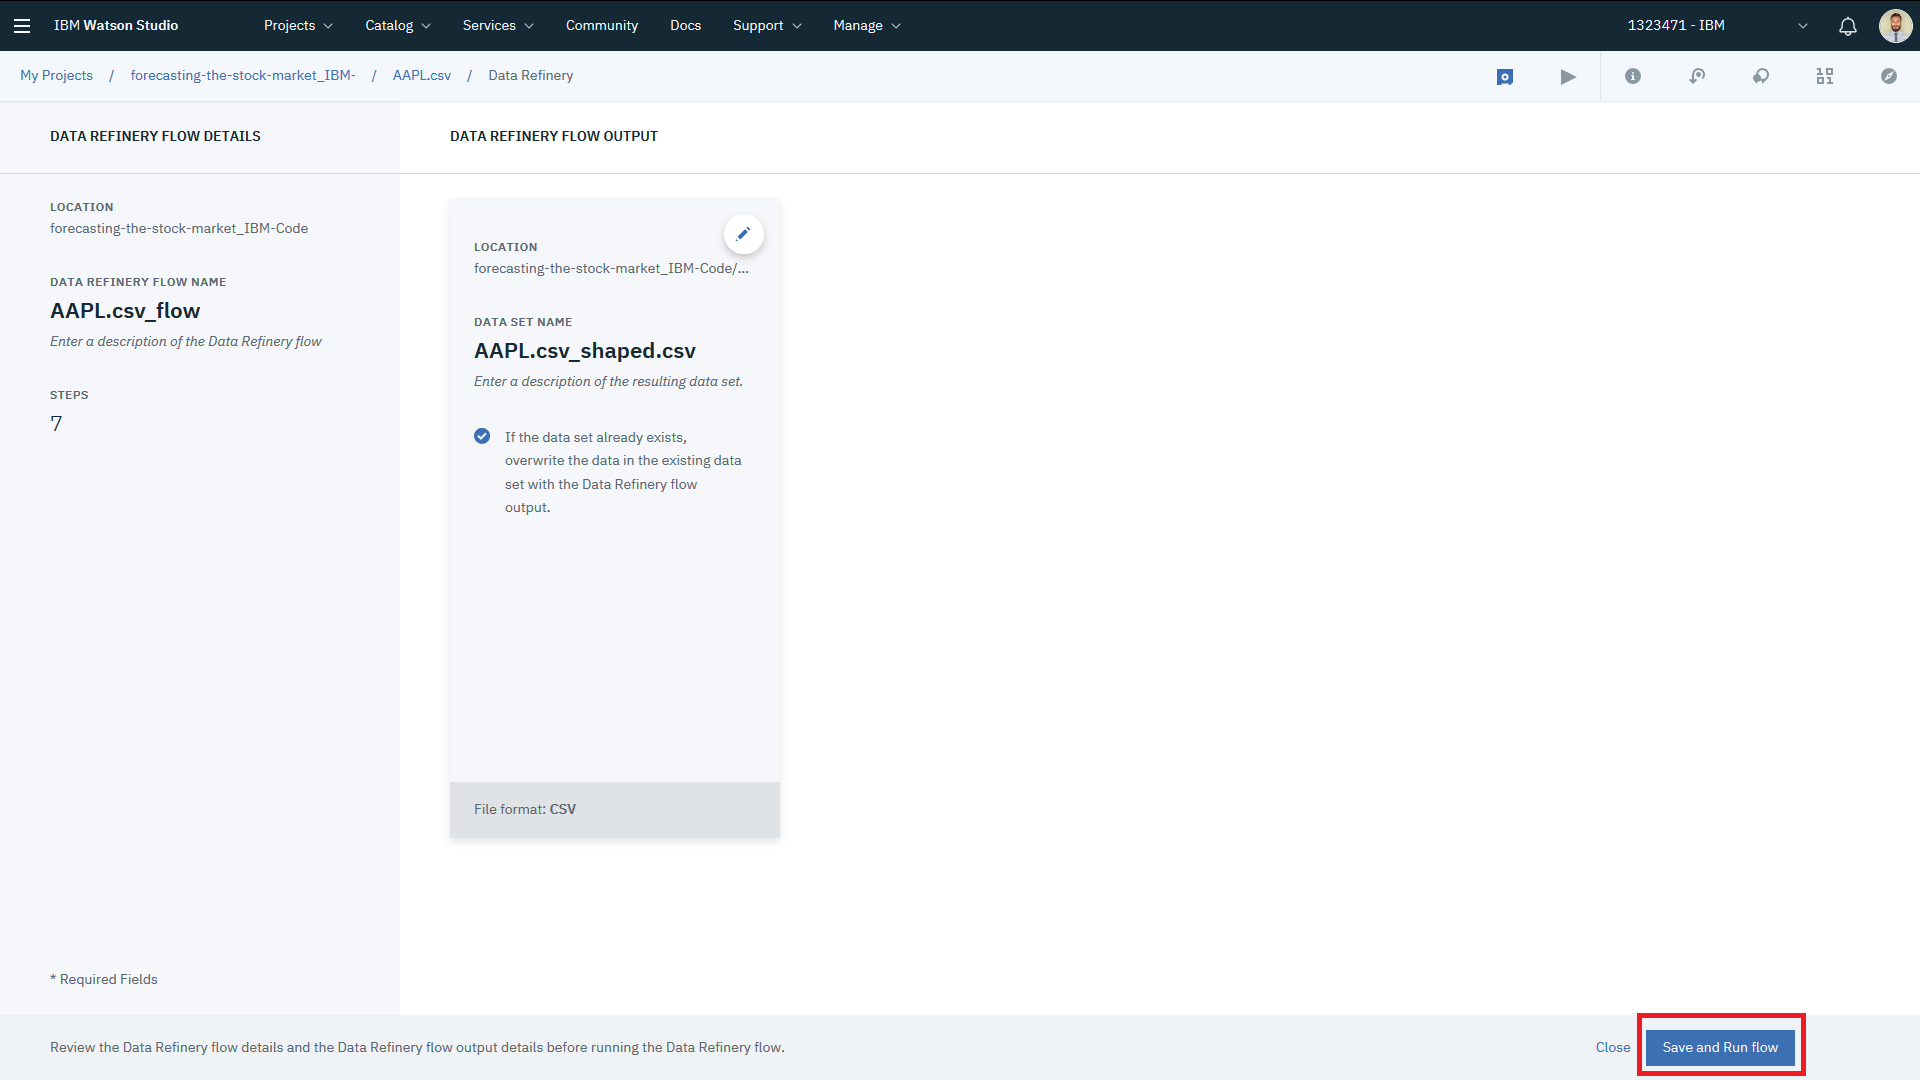 IBM Watson Studio
Projects
Catalog
Services
Community
Docs
Support
Manage
1323471 - IBM
My Projects / forecasting-the-stock-market_IBM- / AAPL.csv / Data Refinery
DATA REFINERY FLOW DETAILS
LOCATION
forecasting-the-stock-market_IBM-Code
DATA REFINERY FLOW NAME
AAPL.csv_flow
Enter a description of the Data Refinery flow
STEPS
7
* Required Fields
DATA REFINERY FLOW OUTPUT
LOCATION
forecasting-the-stock-market_IBM-Code/...
DATA SET NAME
AAPL.csv_shaped.csv
Enter a description of the resulting data set.
If the data set already exists,
overwrite the data in the existing data
set with the Data Refinery flow
output.
File format: CSV
Review the Data Refinery flow details and the Data Refinery flow output details before running the Data Refinery flow.
Close
Save and Run flow